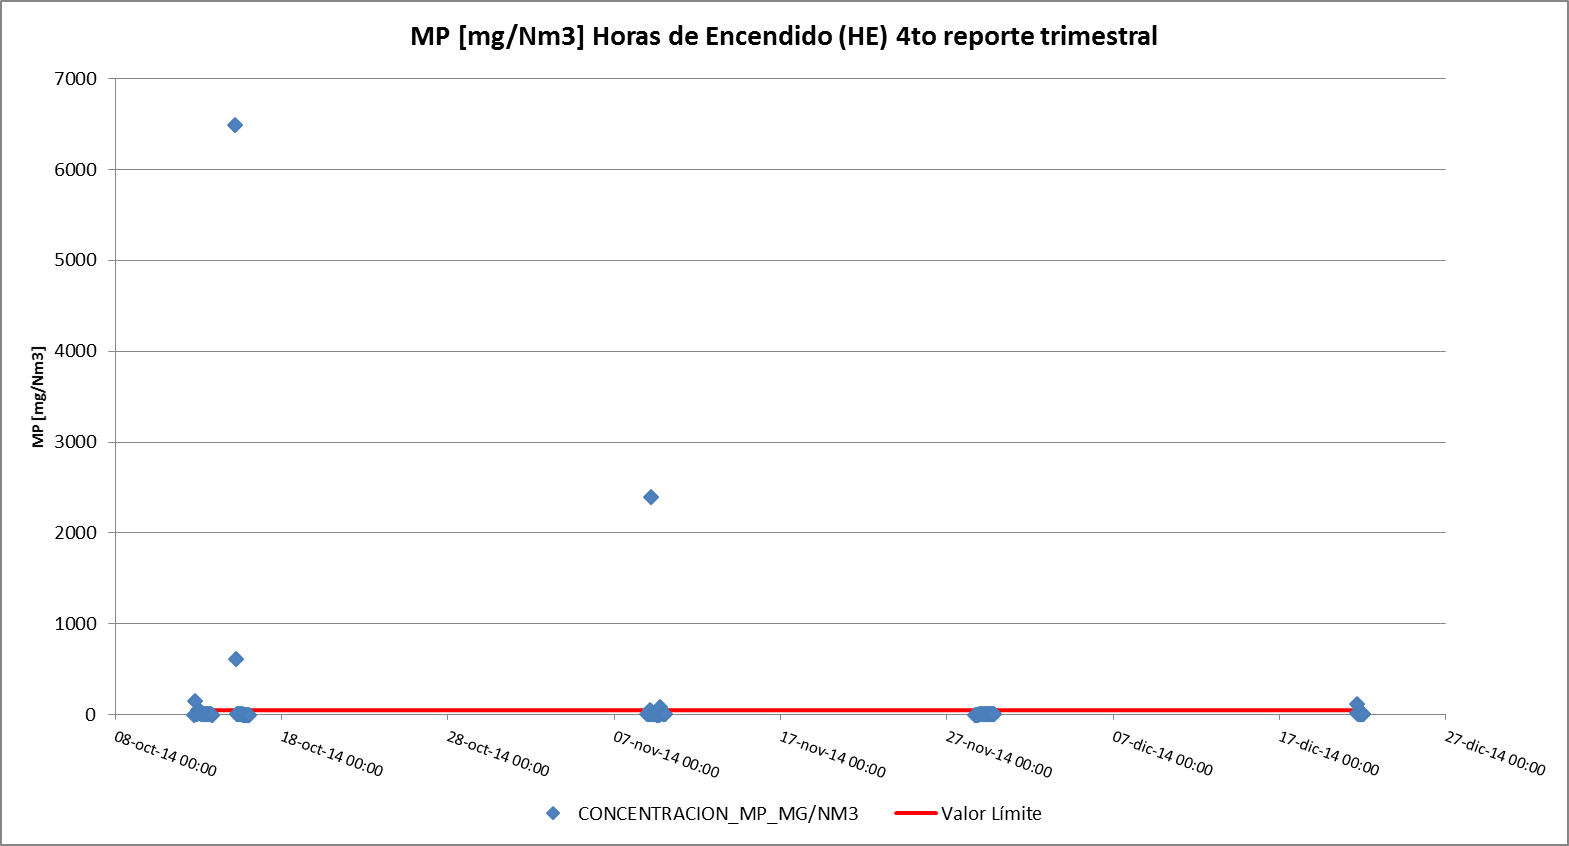 MP [mg/Nm3] Horas de Encendido (HE) 4to reporte trimestral
7000
6000
5000
4000
3000
2000
1000
0
MP [mg/Nm3]
08-oct-14 00:00
18-oct-14 00:00
28-oct-14 00:00
07-nov-14 00:00
17-nov-14 00:00
27-nov-14 00:00
07-dic-14 00:00
17-dic-14 00:00
27-dic-14 00:00
CONCENTRACION_MP_MG/NM3
Valor Límite